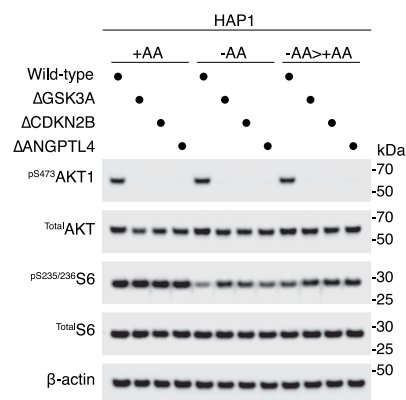 HAP1
+AA -AA -AA>+AA
Wild-type
ΔGSK3A
ΔCDKN2B
ΔANGPTL4
kDa
pS473AKT1 -70 -50
TotalAKT -70 -50
pS235/236S6 -30 -25
TotalS6 -30 -25
β-actin -50